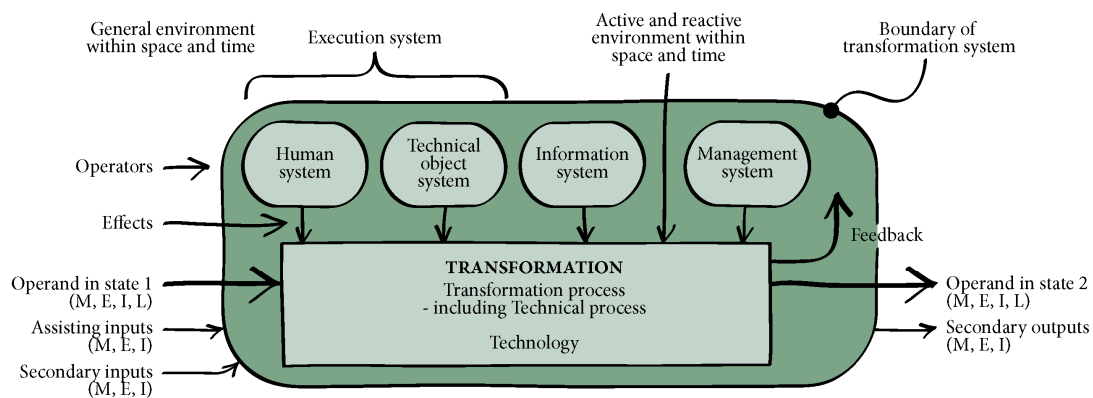 General environment
within space and time
Execution system
Active and reactive
environment within
space and time
Boundary of
transformation system
Operators
Human
system
Technical
object
system
Information
system
Management
system
Effects
Feedback
Operand in state 1
(M, E, I, L)
TRANSFORMATION
Transformation process
- including Technical process
Technology
Operand in state 2
(M, E, I, L)
Assisting inputs
(M, E, I)
Secondary outputs
(M, E, I)
Secondary inputs
(M, E, I)